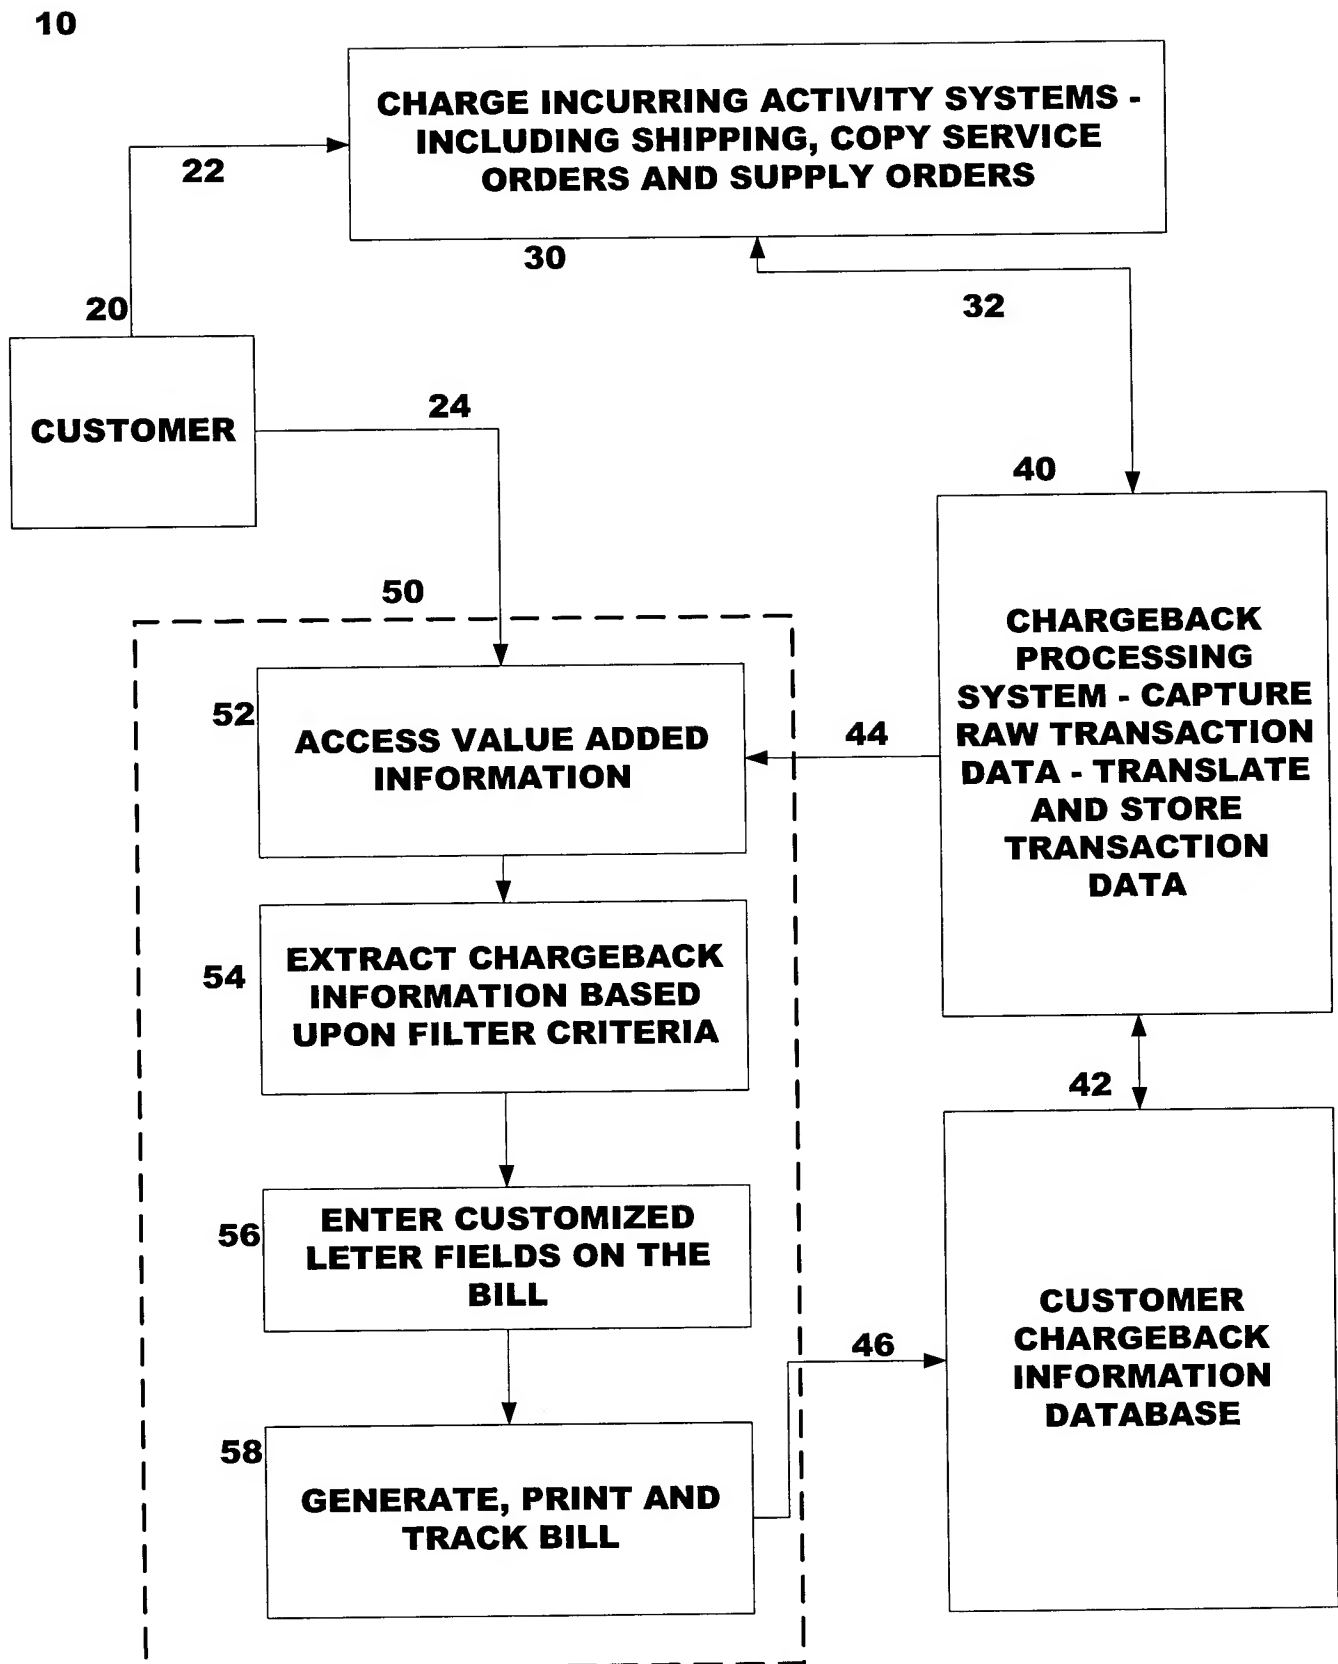 10
CHARGE INCURRING ACTIVITY SYSTEMS -
INCLUDING SHIPPING, COPY SERVICE
ORDERS AND SUPPLY ORDERS
22
30
32
20
CUSTOMER
24
40
CHARGEBACK
PROCESSING
SYSTEM - CAPTURE
RAW TRANSACTION
DATA - TRANSLATE
AND STORE
TRANSACTION
DATA
50
52
ACCESS VALUE ADDED
INFORMATION
44
54
EXTRACT CHARGEBACK
INFORMATION BASED
UPON FILTER CRITERIA
42
56
ENTER CUSTOMIZED
LETER FIELDS ON THE
BILL
46
CUSTOMER
CHARGEBACK
INFORMATION
DATABASE
58
GENERATE, PRINT AND
TRACK BILL